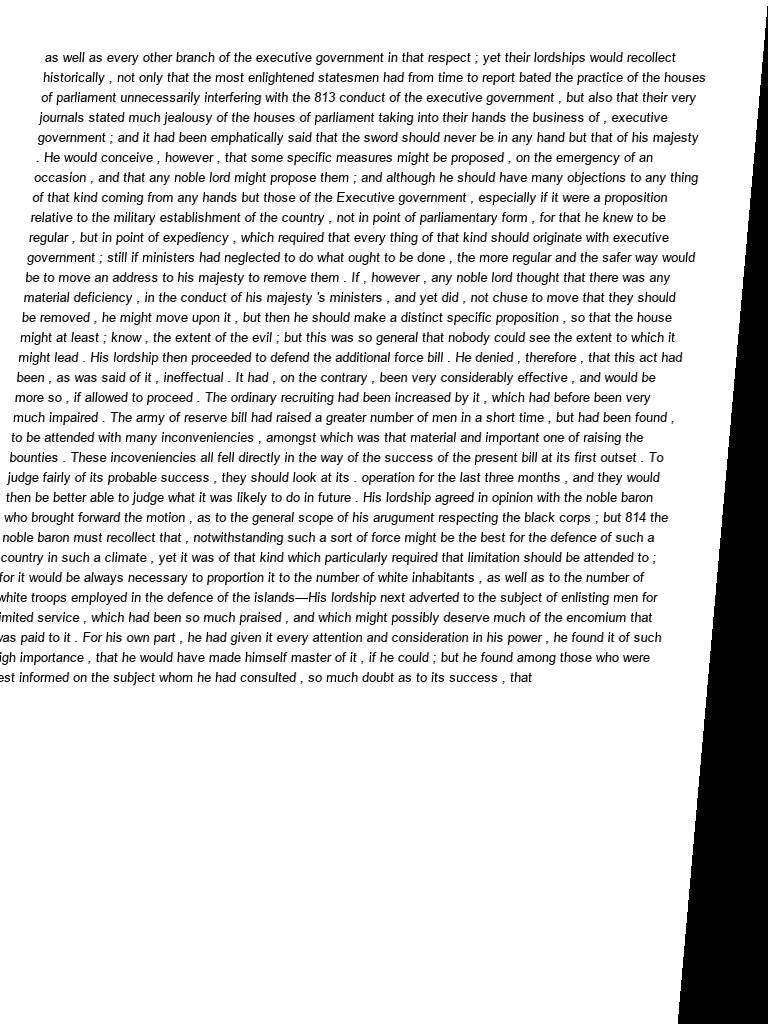 as well as every other branch of the executive government in that respect ; yet their lordships would recollect
historically , not only that the most enlightened statesmen had from time to report bated the practice of the houses
of parliament unnecessarily interfering with the 813 conduct of the executive government , but also that their very
journals stated much jealousy of the houses of parliament taking into their hands the business of , executive
government ; and it had been emphatically said that the sword should never be in any hand but that of his majesty
. He would conceive , however , that some specific measures might be proposed , on the emergency of an
occasion , and that any noble lord might propose them ; and although he should have many objections to any thing
of that kind coming from any hands but those of the Executive government , especially if it were a proposition
relative to the military establishment of the country , not in point of parliamentary form , for that he knew to be
regular , but in point of expediency , which required that every thing of that kind should originate with executive
government ; still if ministers had neglected to do what ought to be done , the more regular and the safer way would
be to move an address to his majesty to remove them . If , however , any noble lord thought that there was any
material deficiency , in the conduct of his majesty 's ministers , and yet did , not chuse to move that they should
be removed , he might move upon it , but then he should make a distinct specific proposition , so that the house
might at least ; know , the extent of the evil ; but this was so general that nobody could see the extent to which it
might lead . His lordship then proceeded to defend the additional force bill . He denied , therefore , that this act had
been , as was said of it , ineffectual . It had , on the contrary , been very considerably effective , and would be
more so , if allowed to proceed . The ordinary recruiting had been increased by it , which had before been very
much impaired . The army of reserve bill had raised a greater number of men in a short time , but had been found ,
to be attended with many inconveniencies , amongst which was that material and important one of raising the
bounties . These incoveniencies all fell directly in the way of the success of the present bill at its first outset . To
judge fairly of its probable success , they should look at its . operation for the last three months , and they would
then be better able to judge what it was likely to do in future . His lordship agreed in opinion with the noble baron
who brought forward the motion , as to the general scope of his arugument respecting the black corps ; but 814 the
noble baron must recollect that , notwithstanding such a sort of force might be the best for the defence of such a
country in such a climate , yet it was of that kind which particularly required that limitation should be attended to ;
for it would be always necessary to proportion it to the number of white inhabitants , as well as to the number of
white troops employed in the defence of the islands—His lordship next adverted to the subject of enlisting men for
limited service , which had been so much praised , and which might possibly deserve much of the encomium that
was paid to it . For his own part , he had given it every attention and consideration in his power , he found it of such
high importance , that he would have made himself master of it , if he could ; but he found among those who were
best informed on the subject whom he had consulted , so much doubt as to its success , that